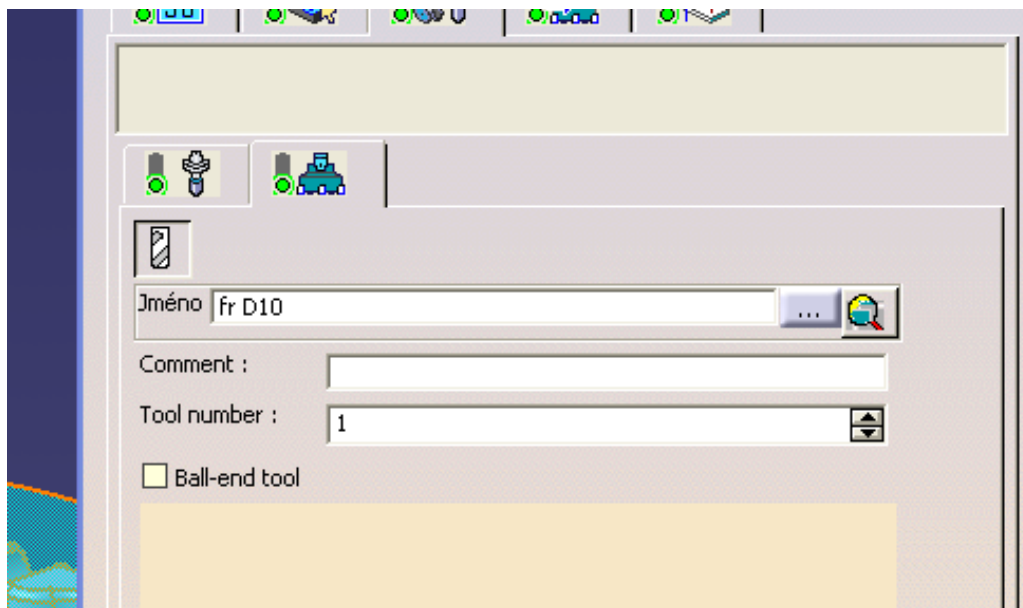 Jméno fr D10 ...
Comment :
Tool number : 1
Ball-end tool